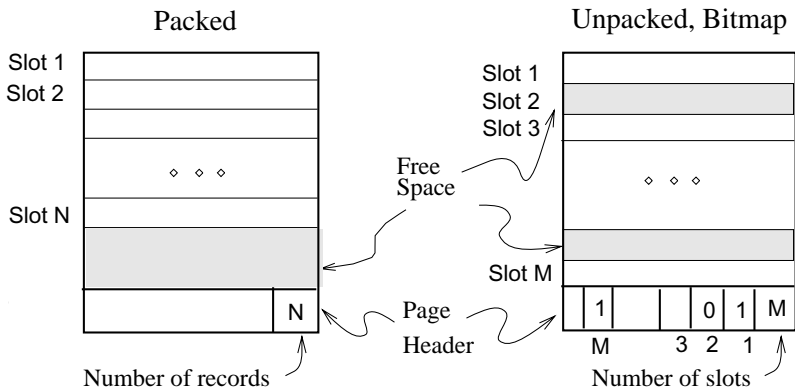 Packed
Unpacked, Bitmap
Slot 1
Slot 2
Slot N
Free
Space
Slot 1
Slot 2
Slot 3
Slot M
N
Page
Header
1 0 1 M
M 3 2 1
Number of records
Number of slots